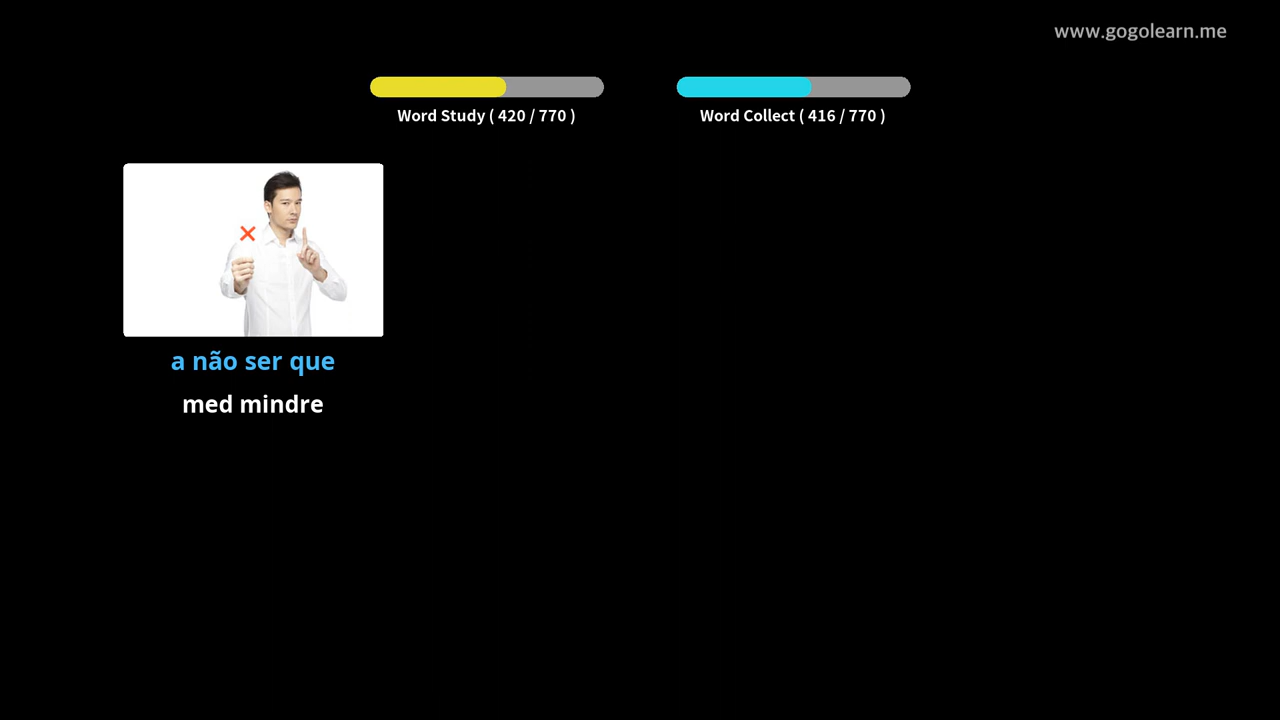 www.gogolearn.me
Word Study ( 420 / 770 )
Word Collect ( 416 / 770 )
a não ser que
med mindre